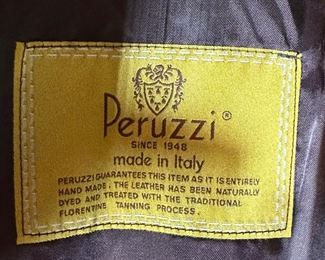 Peruzzi®
SINCE 1948
made in Italy
PERUZZI GUARANTEES THIS ITEM AS IT IS ENTIRELY
HAND MADE. THE LEATHER HAS BEEN NATURALLY
DYED AND TREATED WITH THE TRADITIONAL
FLORENTINE TANNING PROCESS.